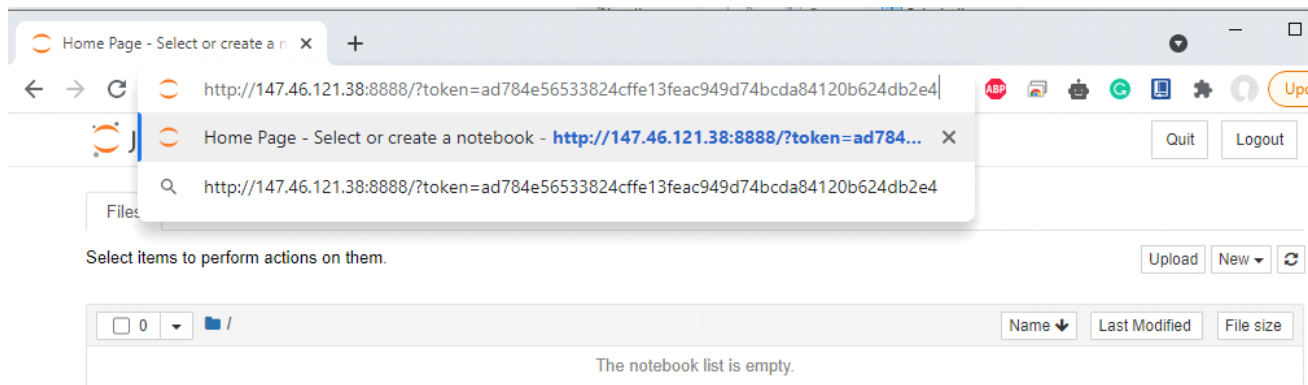 Home Page - Select or create a n
http://147.46.121.38:8888/?token=ad784e56533824cffe13feac949d74bcda84120b624db2e4
ABP
G
Upd
J
Home Page - Select or create a notebook - http://147.46.121.38:8888/?token=ad784...
Quit
Logout
http://147.46.121.38:8888/?token=ad784e56533824cffe13feac949d74bcda84120b624db2e4
Files
Select items to perform actions on them.
Upload
New
0
/
Name
Last Modified
File size
The notebook list is empty.